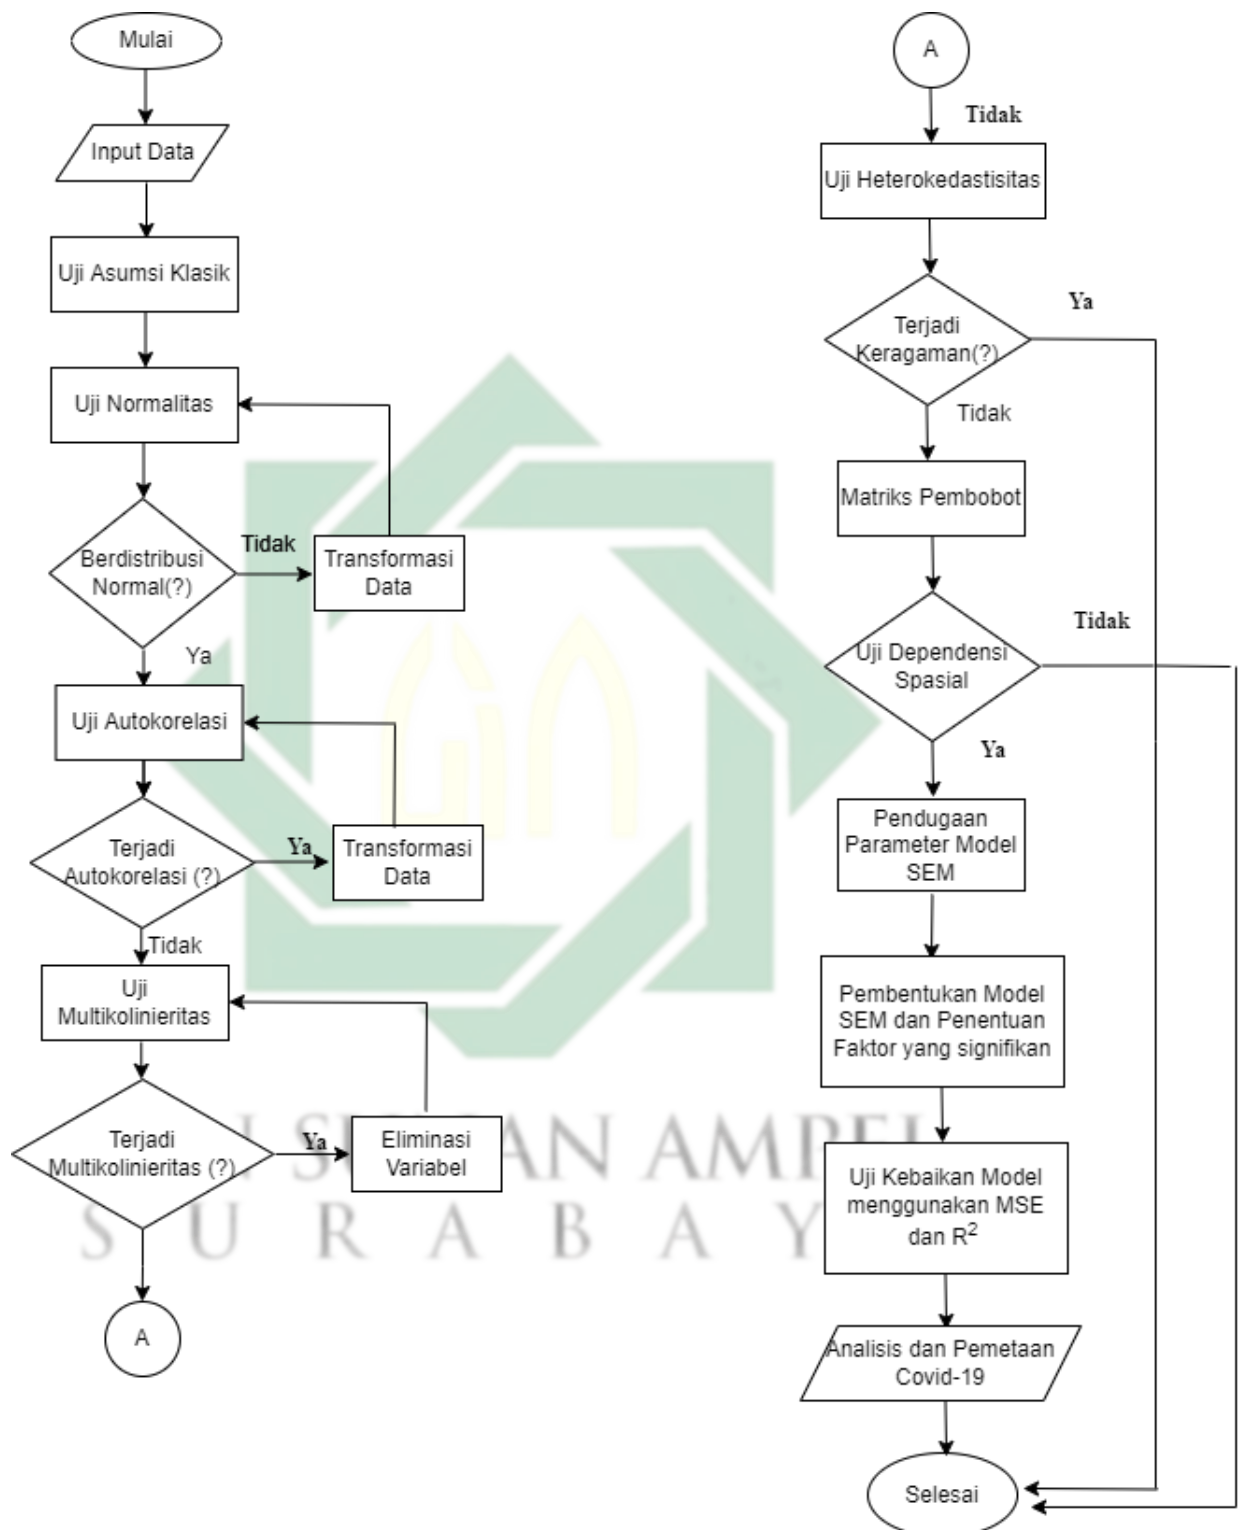 Mulai
Input Data
Uji Asumsi Klasik
Uji Normalitas
Berdistribusi
Normal(?)
Tidak
Transformasi
Data
Ya
Uji Autokorelasi
Terjadi
Autokorelasi (?)
Ya
Transformasi
Data
Tidak
Uji
Multikolinieritas
Terjadi
Multikolinieritas (?)
Ya
Eliminasi
Variabel
A
A
Tidak
Uji Heterokedastisitas
Terjadi
Keragaman(?)
Ya
Tidak
Matriks Pembobot
Uji Dependensi
Spasial
Tidak
Ya
Pendugaan
Parameter Model
SEM
Pembentukan Model
SEM dan Penentuan
Faktor yang signifikan
Uji Kebaikan Model
menggunakan MSE
dan R²
Analisis dan Pemetaan
Covid-19
Selesai
AMPEL
SURABAY